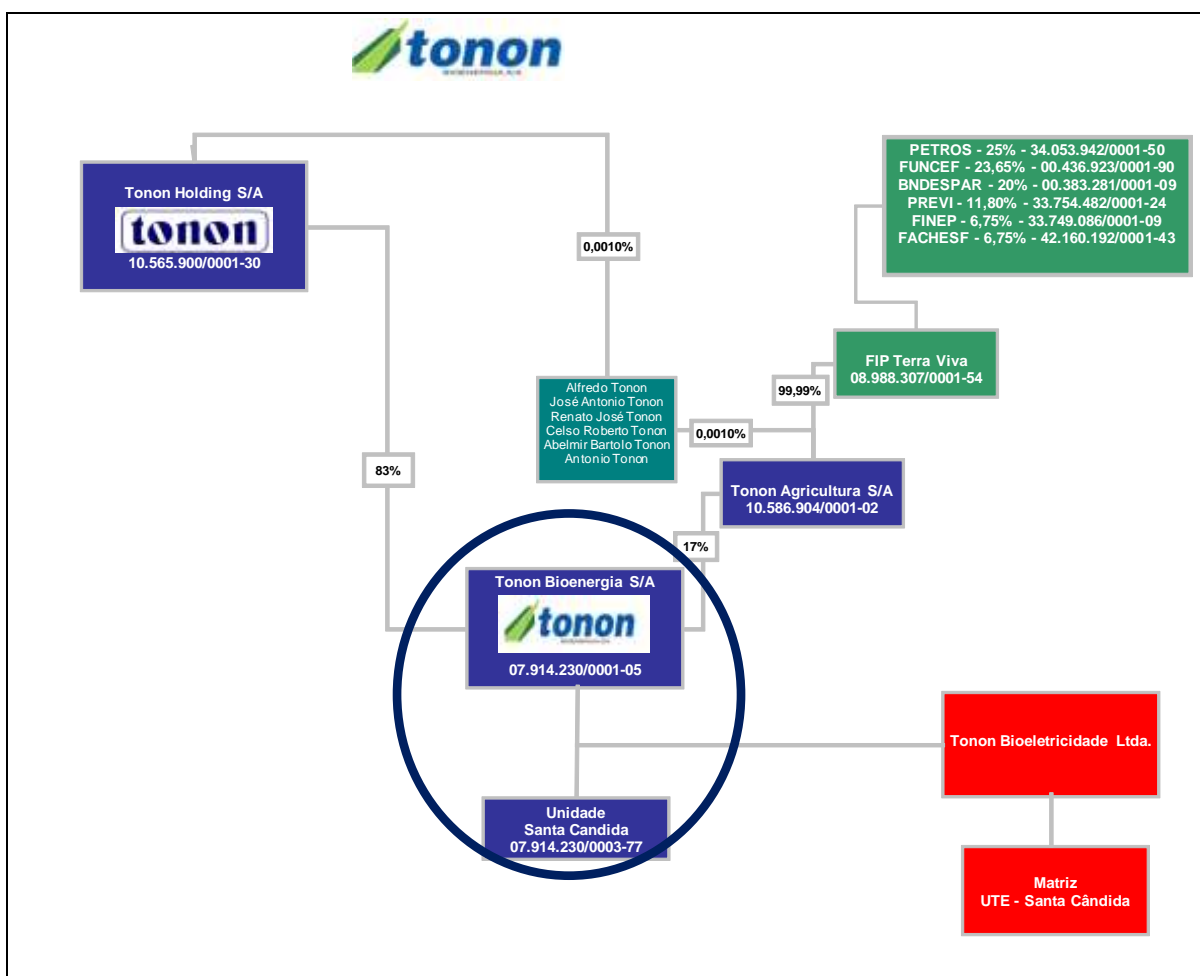 tonon
Tonon Holding S/A
tonon
10.565.900/0001-30
0,0010%
PETROS - 25% - 34.053.942/0001-50
FUNCEF - 23,65% - 00.436.923/0001-90
BNDESPAR - 20% - 00.383.281/0001-09
PREVI - 11,80% - 33.754.482/0001-24
FINEP - 6,75% - 33.749.086/0001-09
FACHESF - 6,75% - 42.160.192/0001-43
FIP Terra Viva
08.988.307/0001-54
99,99%
Alfredo Tonon
José Antonio Tonon
Renato José Tonon
Celso Roberto Tonon
Abelmir Bartolo Tonon
Antonio Tonon
0,0010%
83%
Tonon Agricultura S/A
10.586.904/0001-02
17%
Tonon Bioenergia S/A
tonon
07.914.230/0001-05
Tonon Bioeletricidade Ltda.
Unidade
Santa Candida
07.914.230/0003-77
Matriz
UTE - Santa Cândida